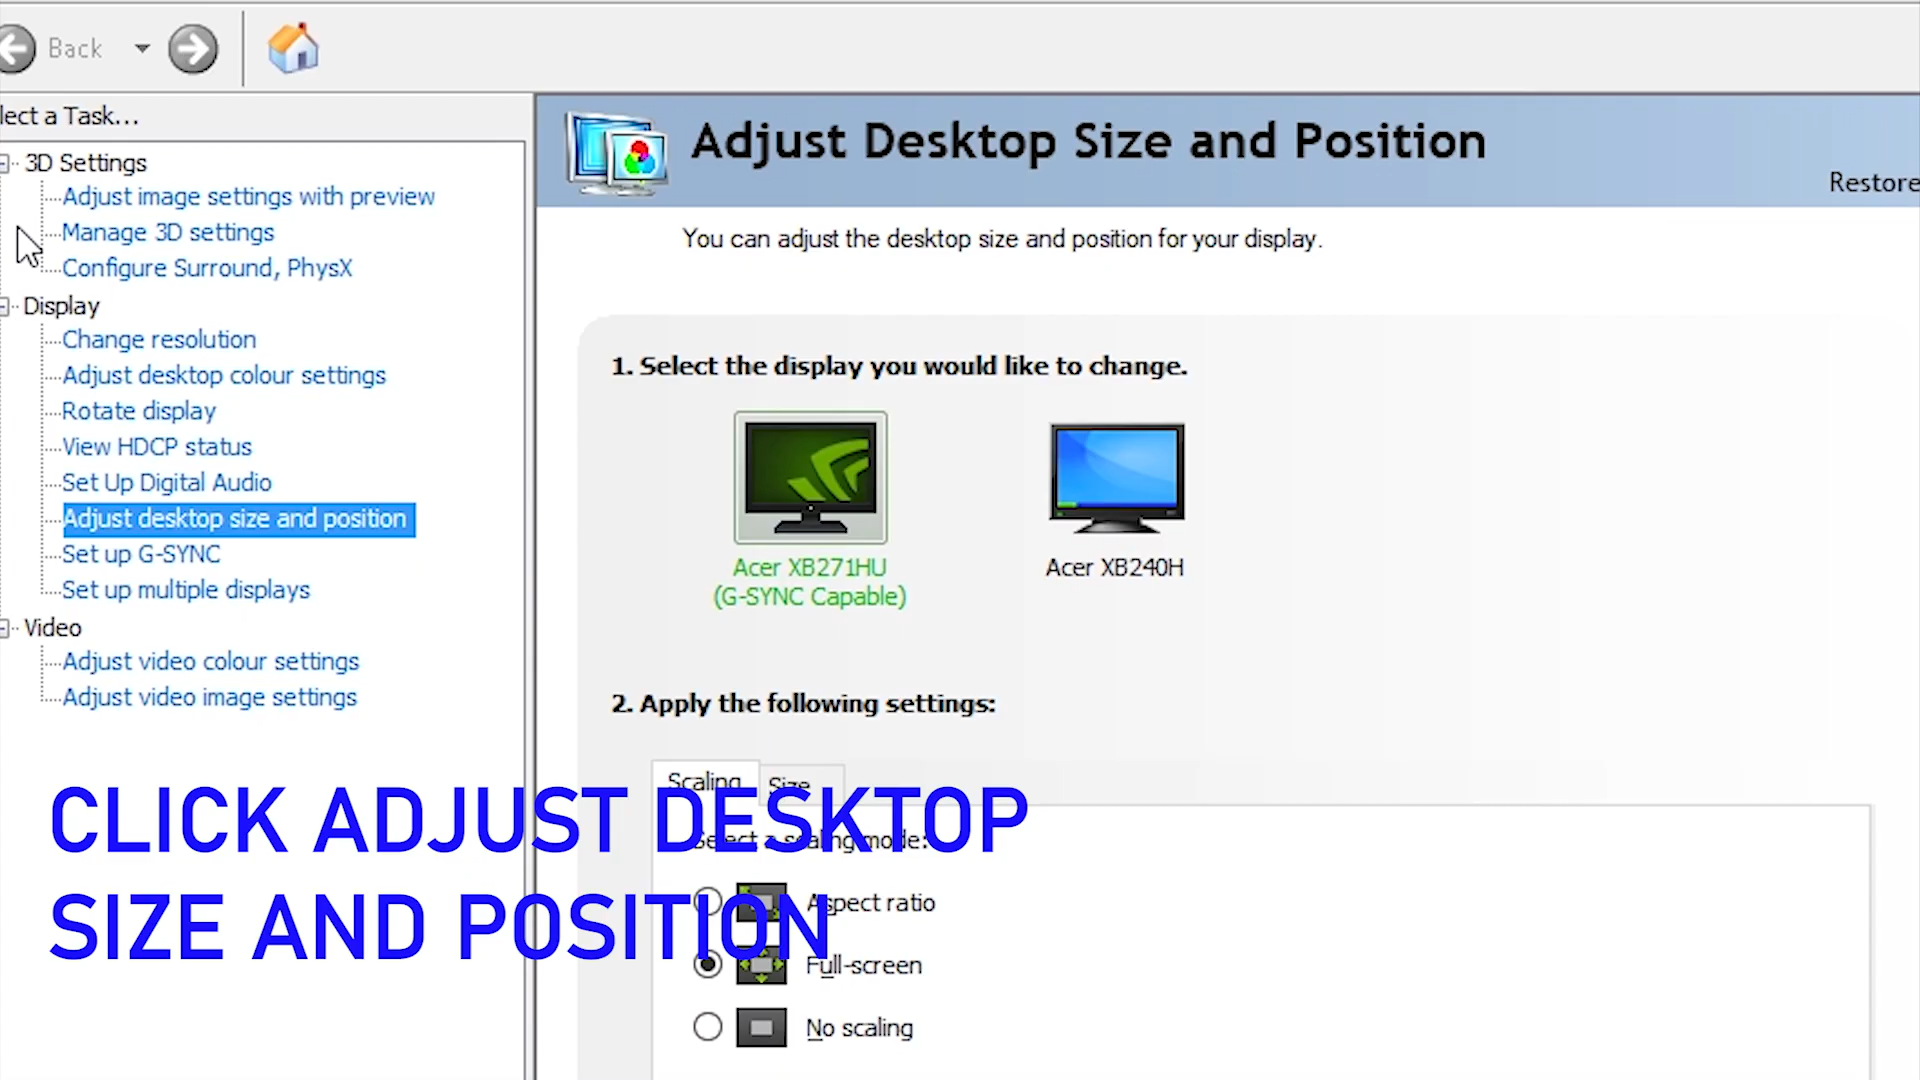 Back
lect a Task...
3D Settings
Adjust image settings with preview
Manage 3D settings
Configure Surround, PhysX
Display
Change resolution
Adjust desktop colour settings
Rotate display
View HDCP status
Set Up Digital Audio
Adjust desktop size and position
Set up G-SYNC
Set up multiple displays
Video
Adjust video colour settings
Adjust video image settings
Adjust Desktop Size and Position
Restore
You can adjust the desktop size and position for your display.
1. Select the display you would like to change.
Acer XB271HU
(G-SYNC Capable)
Acer XB240H
2. Apply the following settings:
Scaling Size
Select a scaling mode:
Aspect ratio
Full-screen
No scaling
CLICK ADJUST DESKTOP
SIZE AND POSITION